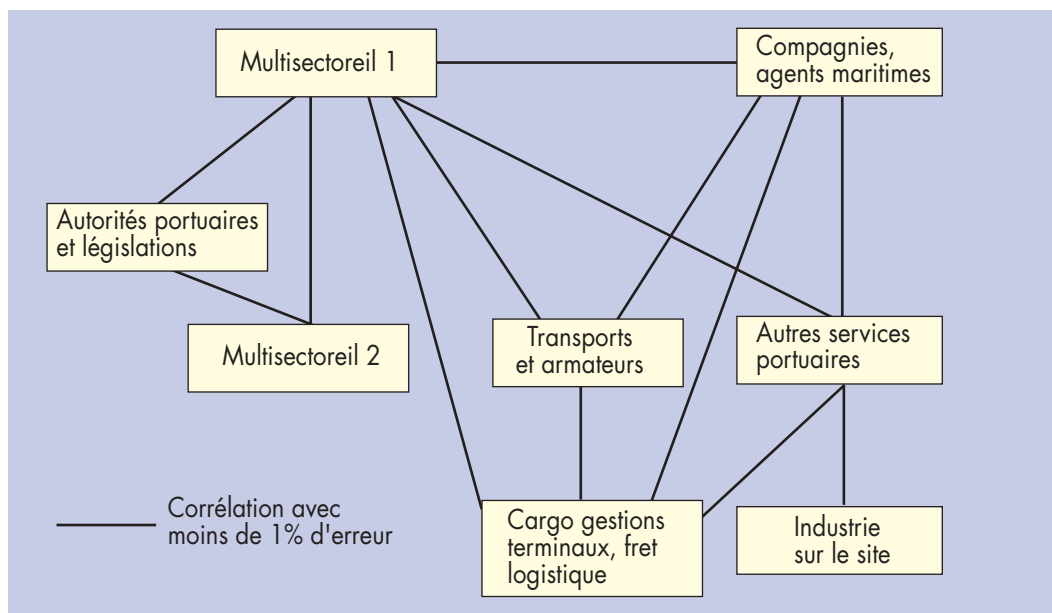 Multisectoreil 1
Compagnies,
agents maritimes
Autorités portuaires
et législations
Multisectoreil 2
Transports
et armateurs
Autres services
portuaires
Corrélation avec
moins de 1% d'erreur
Cargo gestions
terminaux, fret
logistique
Industrie
sur le site